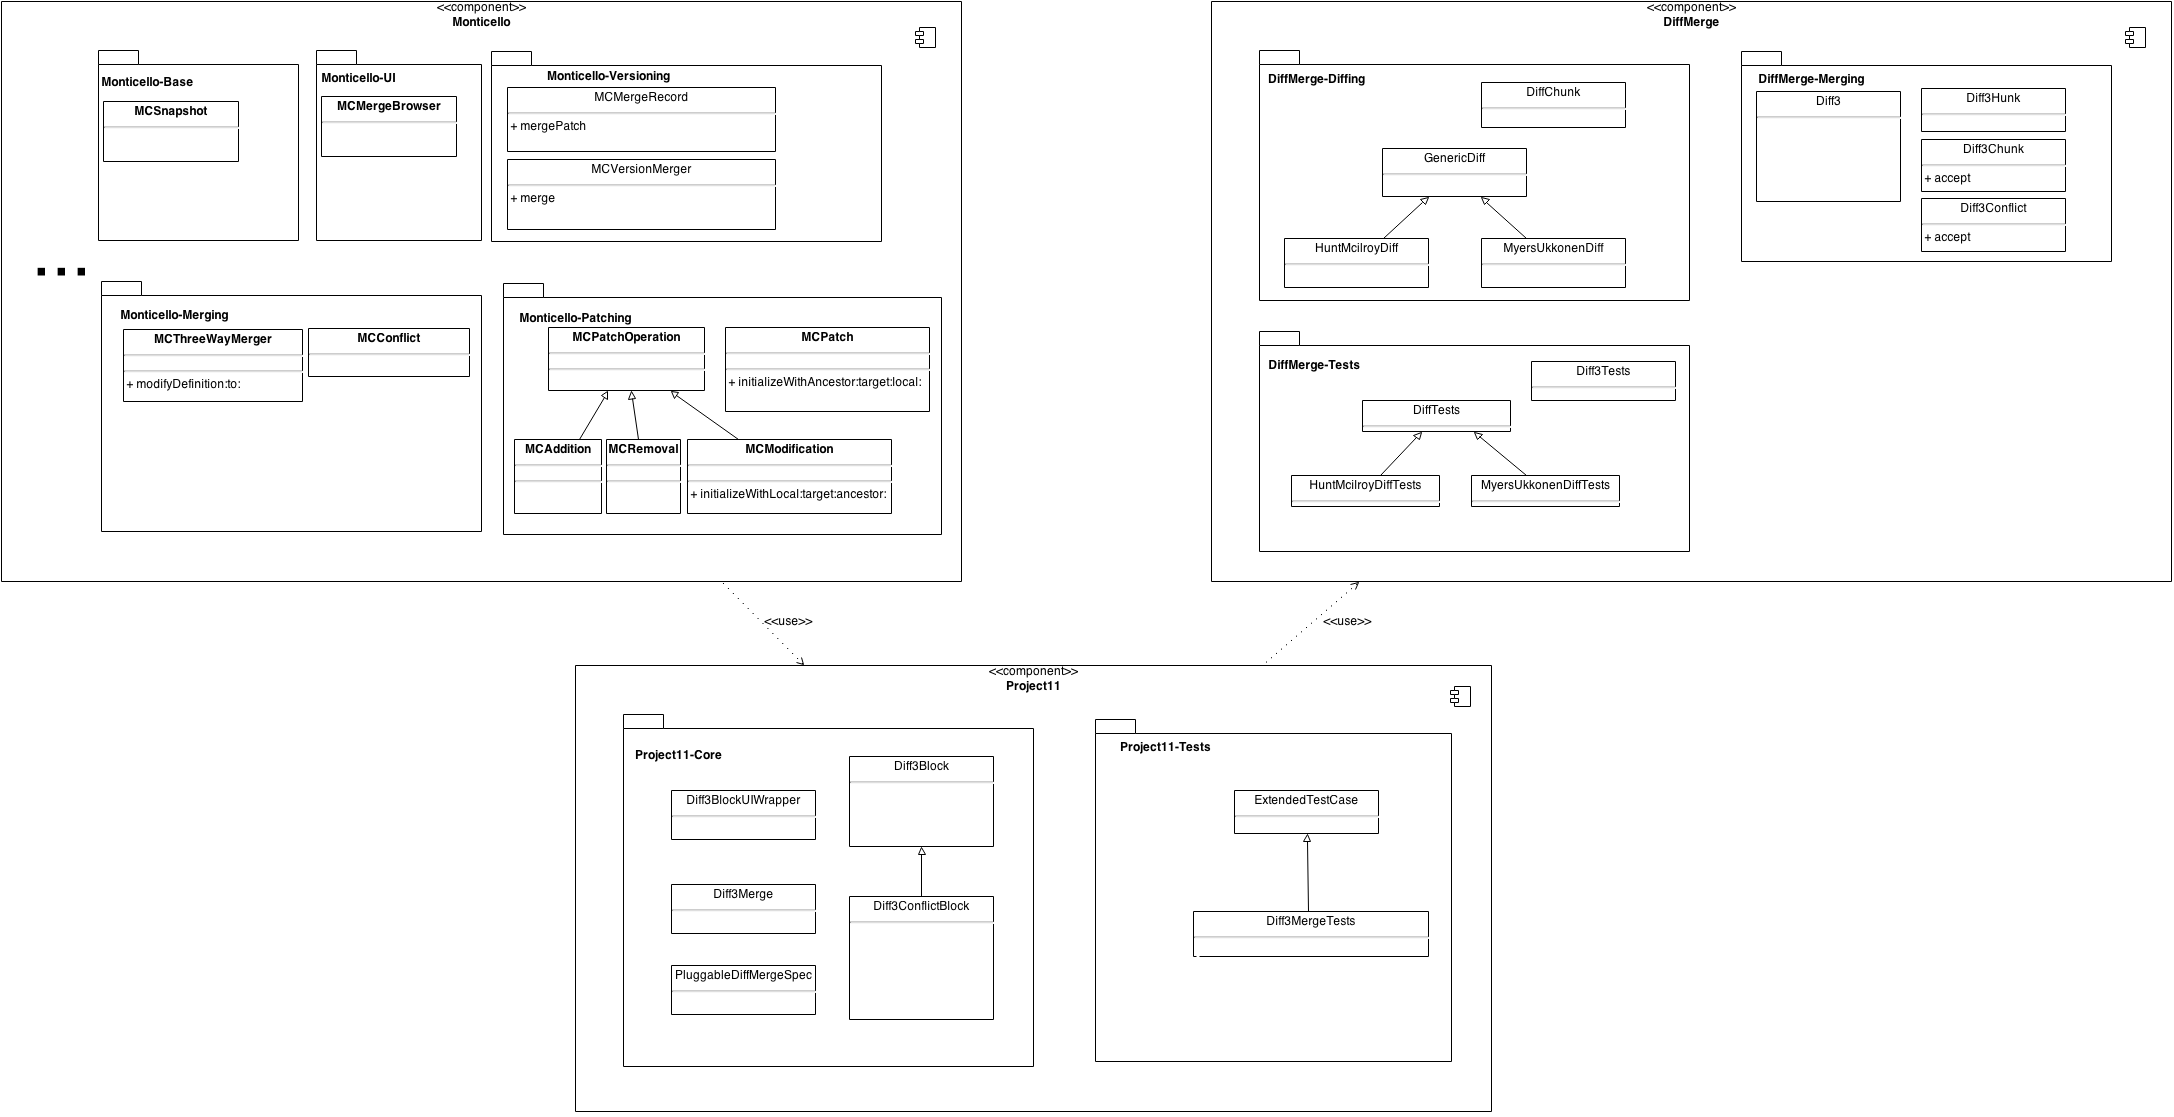 <<component>>
Monticello
Monticello-Base
MCSnapshot
Monticello-UI
MCMergeBrowser
Monticello-Versioning
MCMergeRecord
+ mergePatch
MCVersionMerger
+ merge
...
Monticello-Merging
MCThreeWayMerger
+ modifyDefinition:to:
MCConflict
Monticello-Patching
MCPatchOperation
MCPatch
+ initializeWithAncestor:target:local:
MCAddition
MCRemoval
MCModification
+ initializeWithLocal:target:ancestor:
<<component>>
DiffMerge
DiffMerge-Diffing
DiffChunk
GenericDiff
HuntMcilroyDiff
MyersUkkonenDiff
DiffMerge-Merging
Diff3
Diff3Hunk
Diff3Chunk
+ accept
Diff3Conflict
+ accept
DiffMerge-Tests
Diff3Tests
DiffTests
HuntMcilroyDiffTests
MyersUkkonenDiffTests
<<use>>
<<use>>
<<component>>
Project11
Project11-Core
Diff3Block
Diff3BlockUIWrapper
Diff3Merge
Diff3ConflictBlock
PluggableDiffMergeSpec
Project11-Tests
ExtendedTestCase
Diff3MergeTests